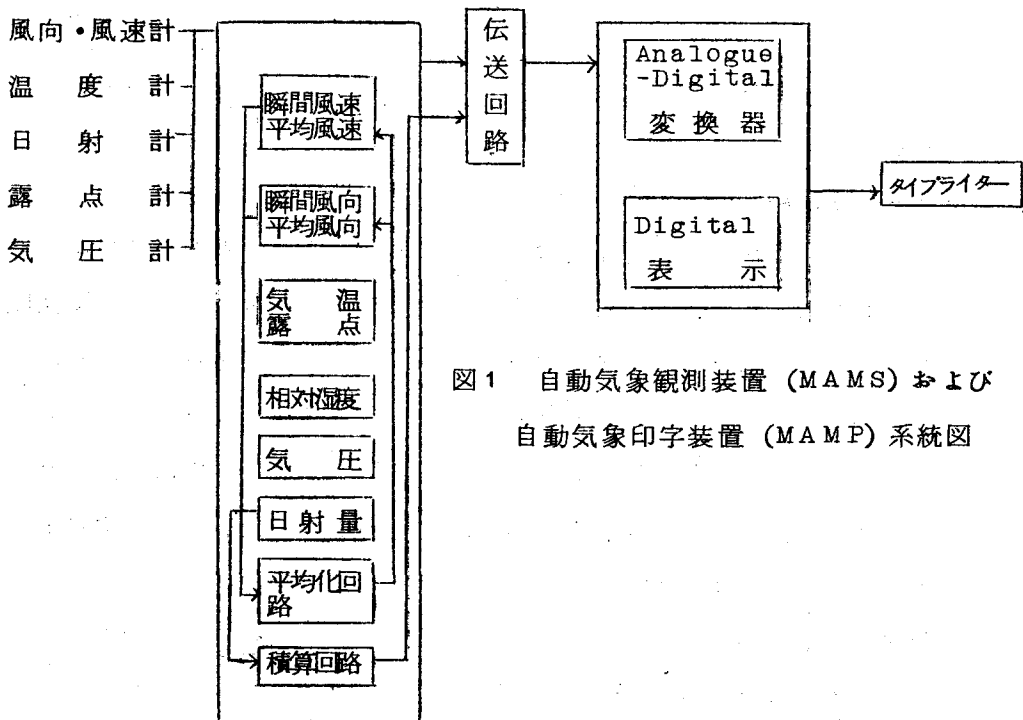 風向・風速計
温度計
日射計
露点計
気圧計
瞬間風速
平均風速
瞬間風向
平均風向
気温
露点
相対湿度
気圧
日射量
平均化回
路
積算回路
伝送回路
Analogue
-Digital
変換器
Digital
表示
タイプライター
図1 自動気象観測装置 (MAMS) および
自動気象印字装置 (MAMP) 系統図